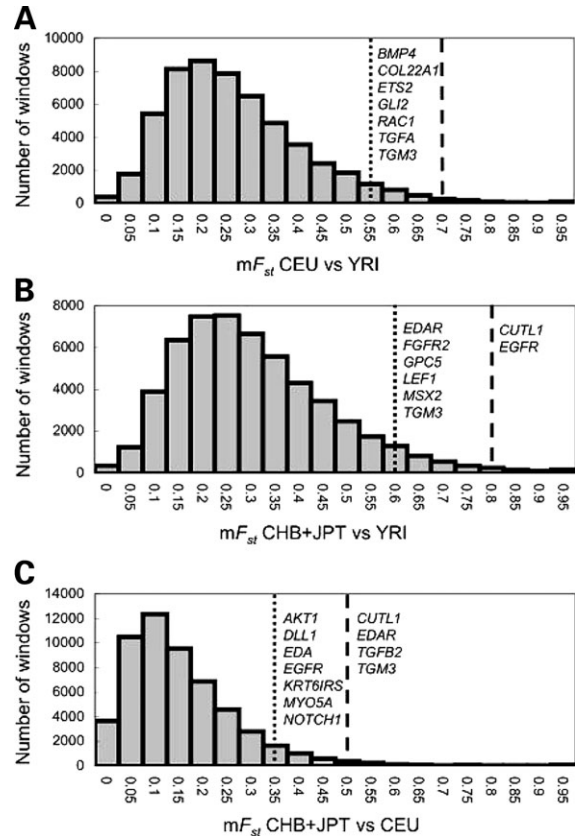 A
Number of windows
10000
8000
6000
4000
2000
0
BMP4
COL22A1
ETS2
GLI2
RAC1
TGFA
TGM3
0 0.05 0.1 0.15 0.2 0.25 0.3 0.35 0.4 0.45 0.5 0.55 0.6 0.65 0.7 0.75 0.8 0.85 0.9 0.95
mFst CEU vs YRI
B
Number of windows
8000
6000
4000
2000
0
EDAR
FGFR2
GPC5
LEF1
MSX2
TGM3
CUTL1
EGFR
0 0.05 0.1 0.15 0.2 0.25 0.3 0.35 0.4 0.45 0.5 0.55 0.6 0.65 0.7 0.75 0.8 0.85 0.9 0.95
mFst CHB+JPT vs YRI
C
Number of windows
14000
12000
10000
8000
6000
4000
2000
0
AKT1
DLL1
EDA
EGFR
KRT6IRS
MYO5A
NOTCH1
CUTL1
EDAR
TGFB2
TGM3
0 0.05 0.1 0.15 0.2 0.25 0.3 0.35 0.4 0.45 0.5 0.55 0.6 0.65 0.7 0.75 0.8 0.85 0.9 0.95
mFst CHB+JPT vs CEU